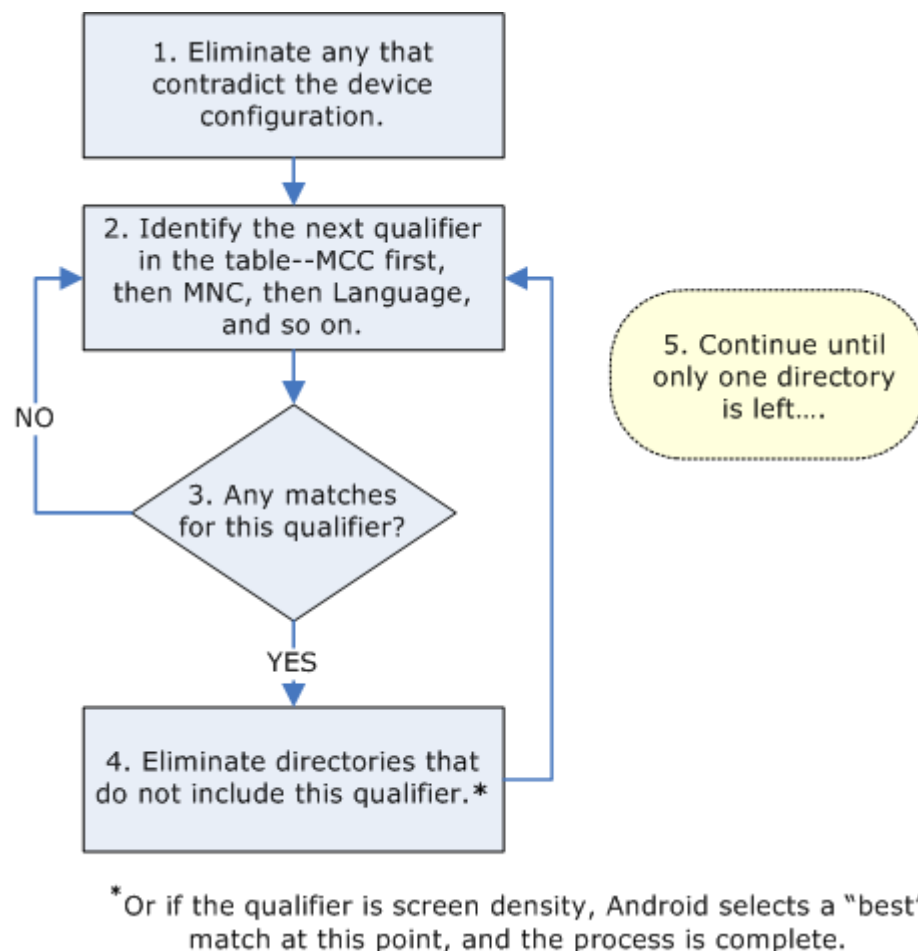 1. Eliminate any that
contradict the device
configuration.
2. Identify the next qualifier
in the table--MCC first,
then MNC, then Language,
and so on.
5. Continue until
only one directory
is left....
NO
3. Any matches
for this qualifier?
YES
4. Eliminate directories that
do not include this qualifier.*
*Or if the qualifier is screen density, Android selects a “best”
match at this point, and the process is complete.